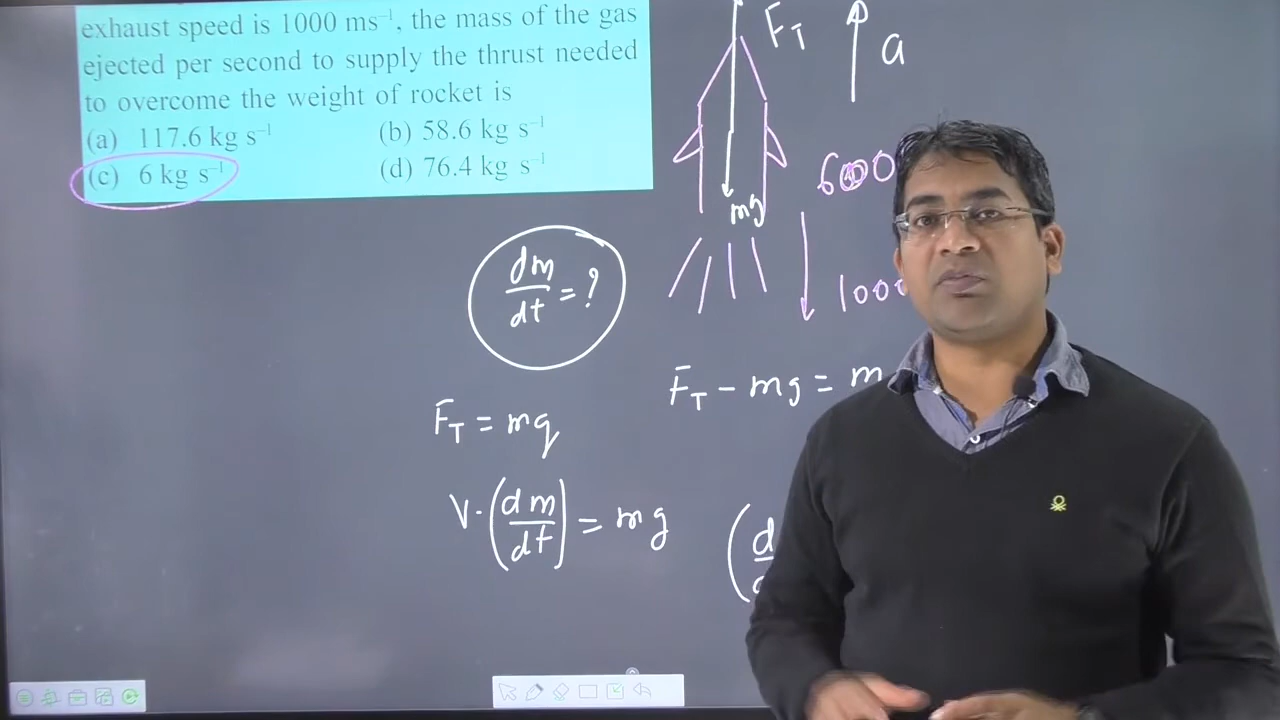 exhaust speed is 1000 ms⁻¹, the mass of the gas
ejected per second to supply the thrust needed
to overcome the weight of rocket is
(a) 117.6 kg s⁻¹ (b) 58.6 kg s⁻¹
(c) 6 kg s⁻¹ (d) 76.4 kg s⁻¹
F_T
a
600
mg
1000
dm/dt = ?
F_T - mg = m
F_T = mg
V·(dm/dt) = mg
(d